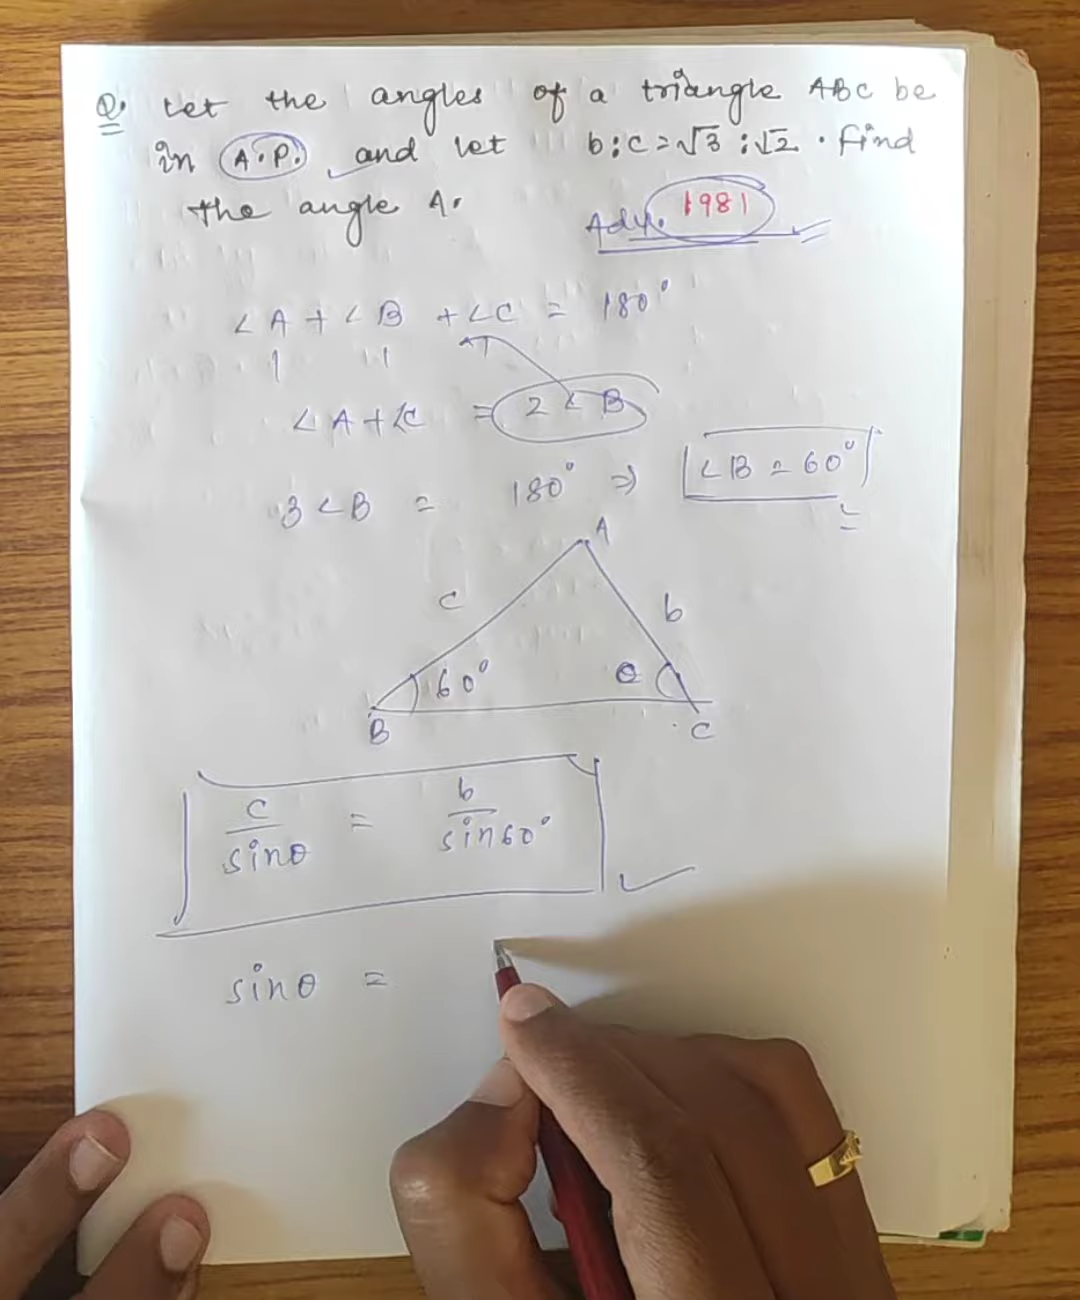 Q. Let the angles of a triangle ABC be
in A.P. and let b:c=√3:√2. find
the angle A.
Adv. 1981
∠A+∠B+∠C = 180°
∠A+∠C = 2∠B
3∠B = 180° ⇒ ∠B = 60°
A
c b
60° θ
B C
c/sinθ = b/sin60°
sinθ =